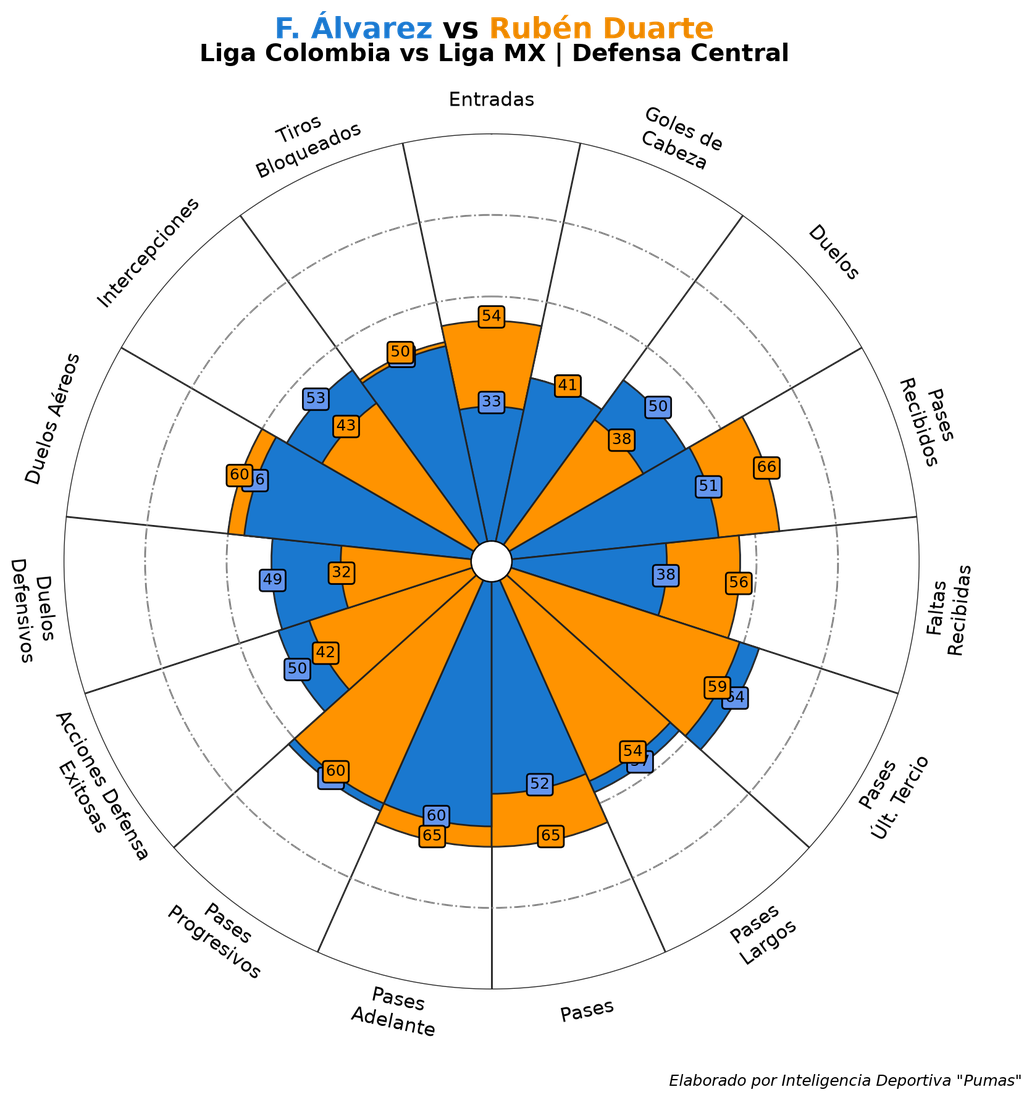 F. Álvarez vs Rubén Duarte
Liga Colombia vs Liga MX | Defensa Central
Entradas
Goles de
Cabeza
Duelos
Pases
Recibidos
Faltas
Recibidas
Pases
Últ. Tercio
Pases
Largos
Pases
Pases
Adelante
Pases
Progresivos
Acciones Defensa
Exitosas
Duelos
Defensivos
Duelos Aéreos
Intercepciones
Tiros
Bloqueados
54
33
41
50
38
66
51
38
56
59
64
54
52
65
60
65
60
42
50
49
32
60
53
43
50
Elaborado por Inteligencia Deportiva "Pumas"